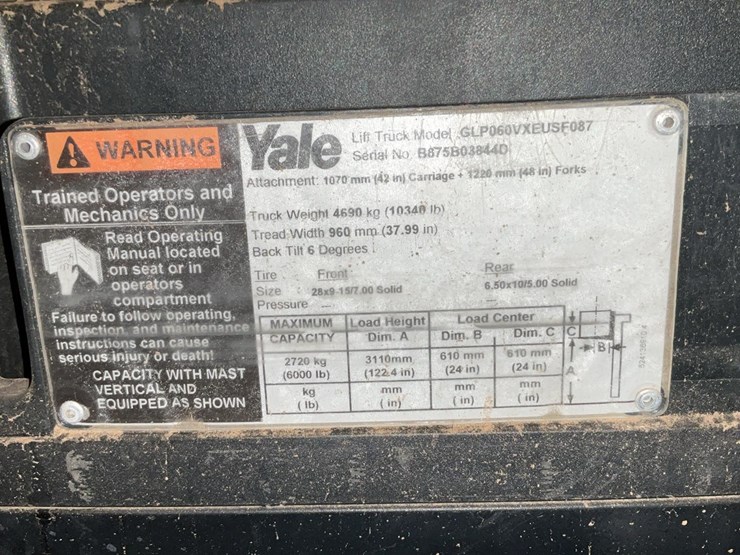 WARNING
Yale
Lift Truck Model GLP060VXEUSF087
Serial No B875B03844D
Attachment: 1070 mm (42 in) Carriage + 1220 mm (48 in) Forks
Trained Operators and
Mechanics Only
Read Operating
Manual located
on seat or in
operators
compartment
Failure to follow operating,
inspection, and maintenance
instructions can cause
serious injury or death!
CAPACITY WITH MAST
VERTICAL AND
EQUIPPED AS SHOWN
Truck Weight 4690 kg (10340 lb)
Tread Width 960 mm (37.99 in)
Back Tilt 6 Degrees
Tire Front Rear
Size 28x9-15/7.00 Solid 6.50x10/5.00 Solid
Pressure
MAXIMUM CAPACITY Load Height Dim. A Load Center Dim. B Dim. C
2720 kg 3110mm 610 mm 610 mm
(6000 lb) (122.4 in) (24 in) (24 in)
kg mm mm mm
( lb) ( in) ( in) ( in)
C
B
A